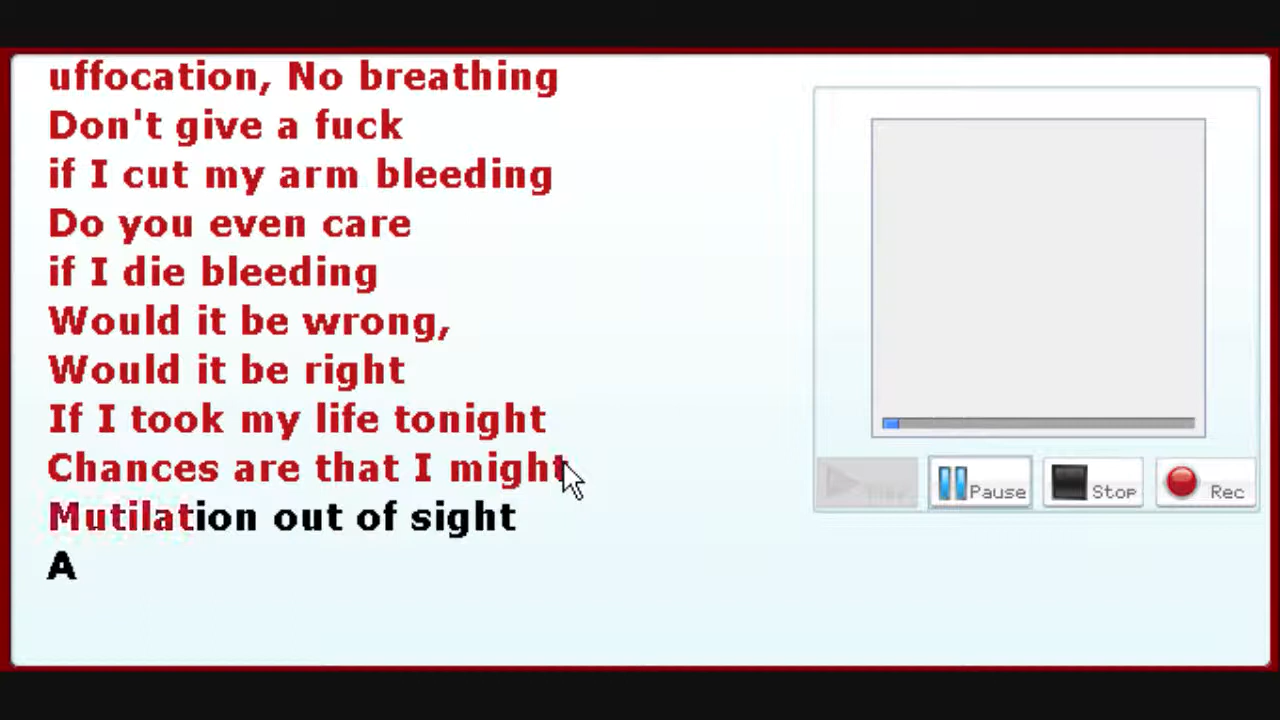 uffocation, No breathing
Don't give a fuck
if I cut my arm bleeding
Do you even care
if I die bleeding
Would it be wrong,
Would it be right
If I took my life tonight
Chances are that I might
Mutilation out of sight
A
Pause
Stop
Rec